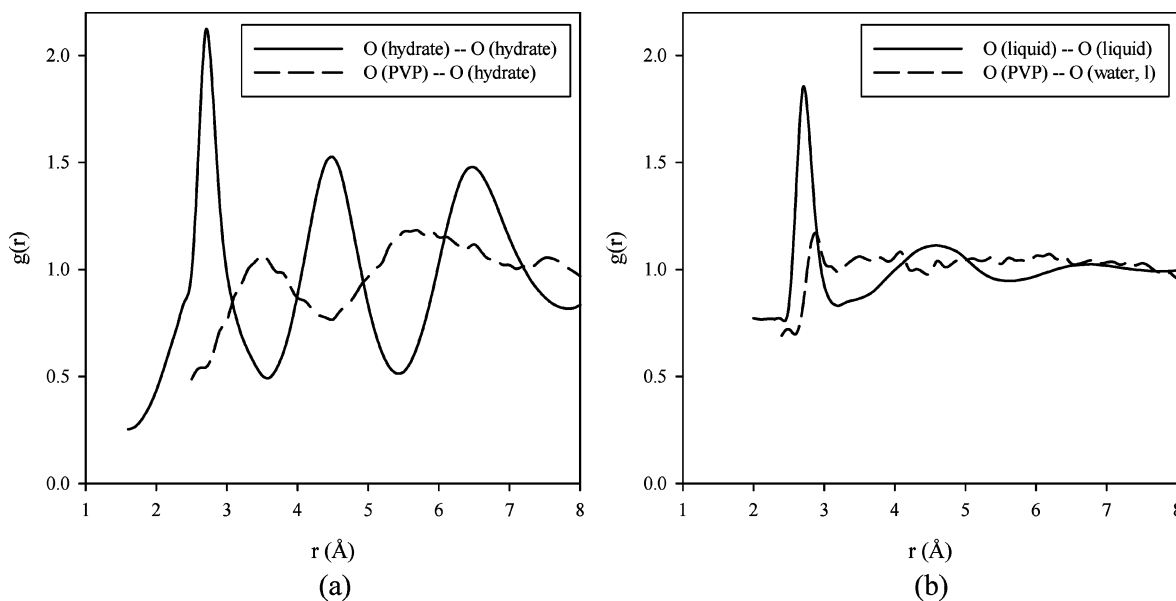 2.0
1.5
1.0
0.5
0.0
g(r)
O (hydrate) -- O (hydrate)
O (PVP) -- O (hydrate)
1 2 3 4 5 6 7 8
r (Å)
(a)
2.0
1.5
1.0
0.5
0.0
g(r)
O (liquid) -- O (liquid)
O (PVP) -- O (water, l)
1 2 3 4 5 6 7 8
r (Å)
(b)